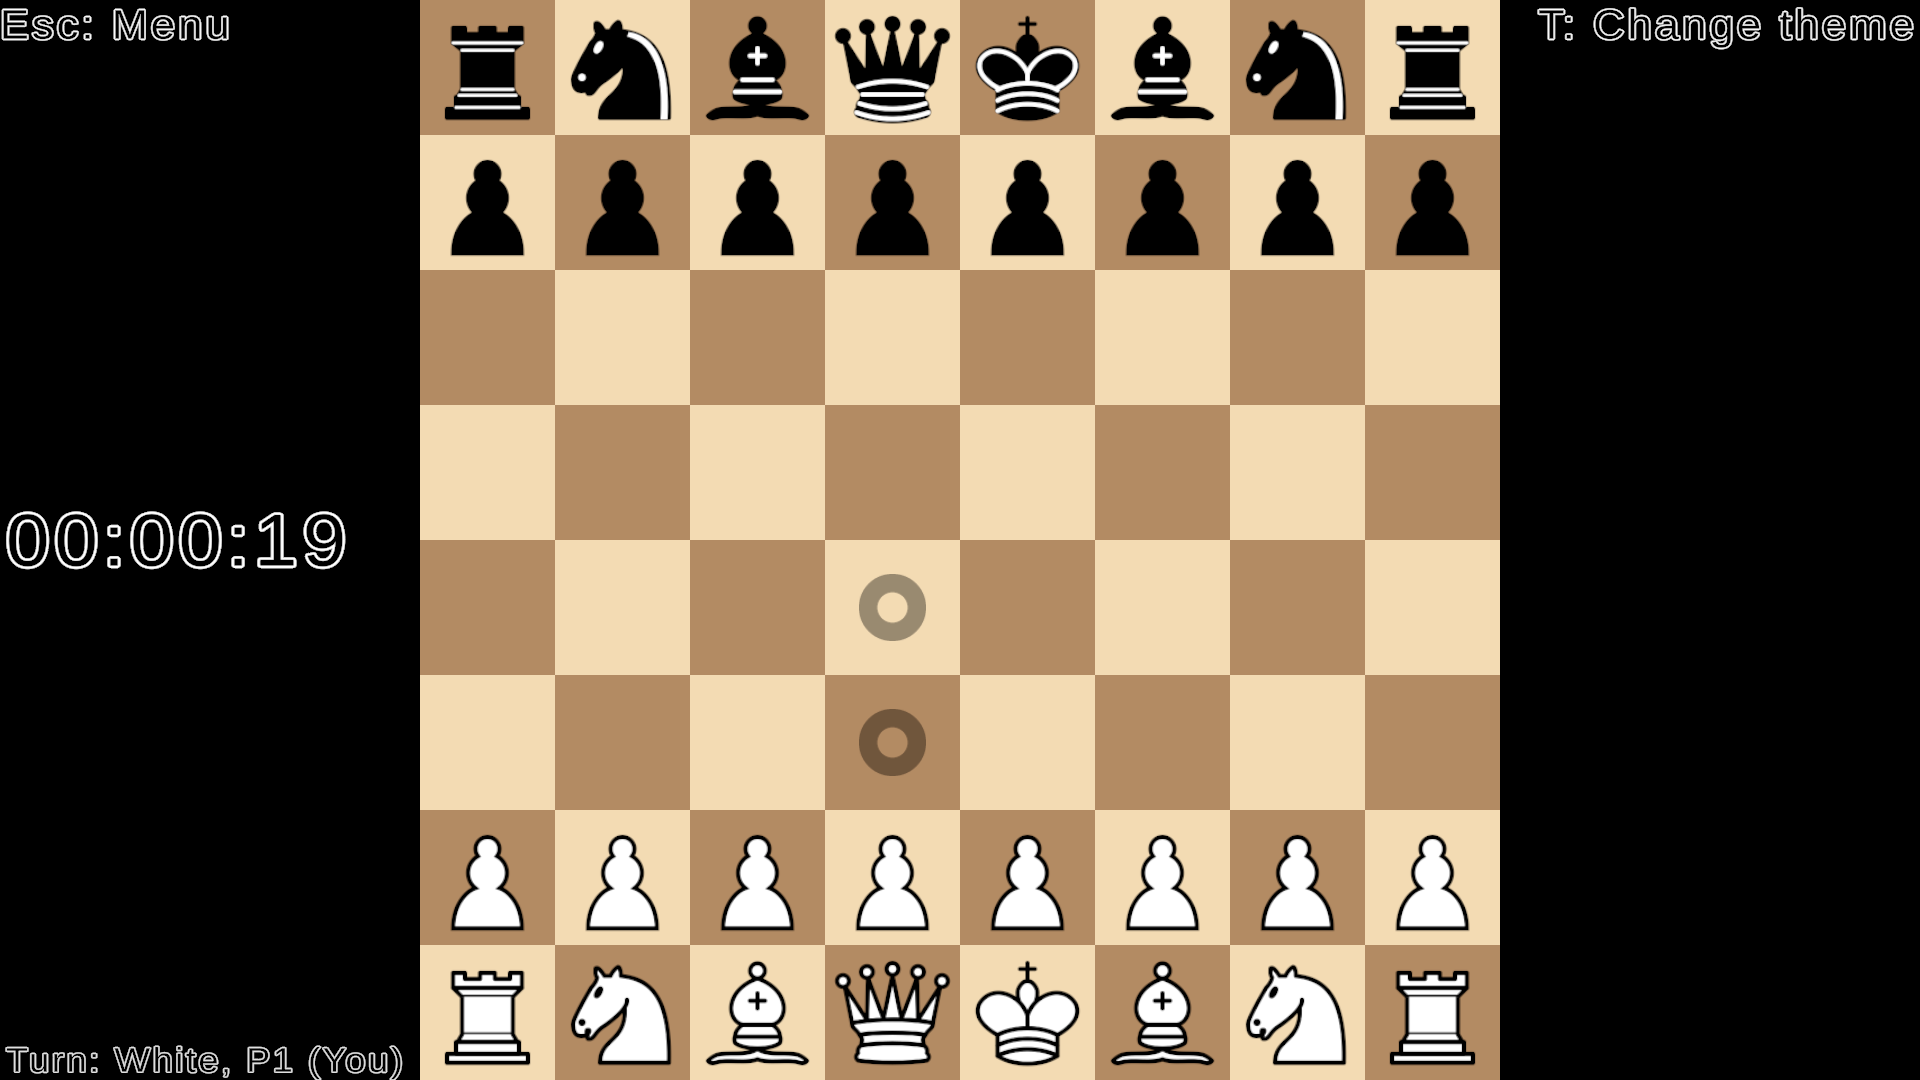 Esc: Menu
T: Change theme
00:00:19
Turn: White, P1 (You)